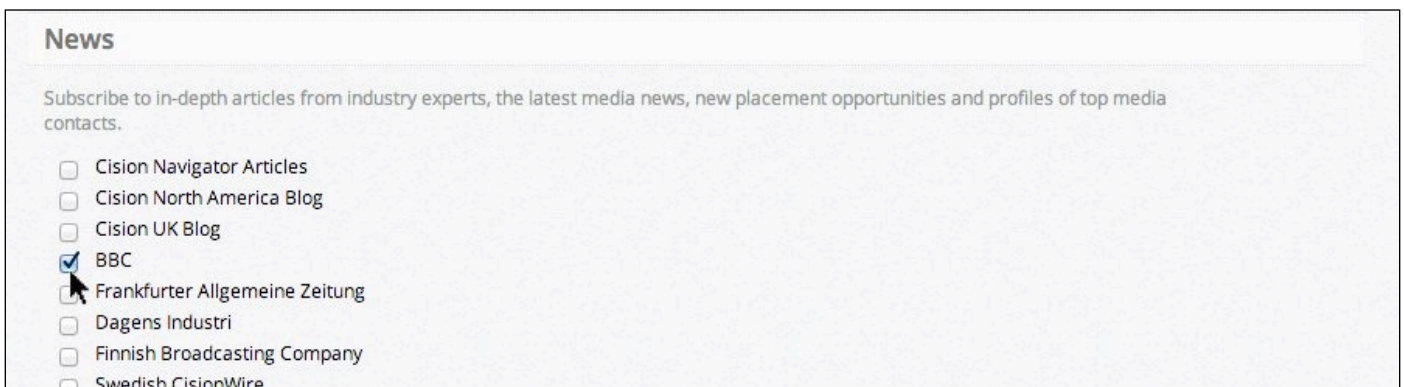 News
Subscribe to in-depth articles from industry experts, the latest media news, new placement opportunities and profiles of top media
contacts.
Cision Navigator Articles
Cision North America Blog
Cision UK Blog
BBC
Frankfurter Allgemeine Zeitung
Dagens Industri
Finnish Broadcasting Company
Swedish CisionWire